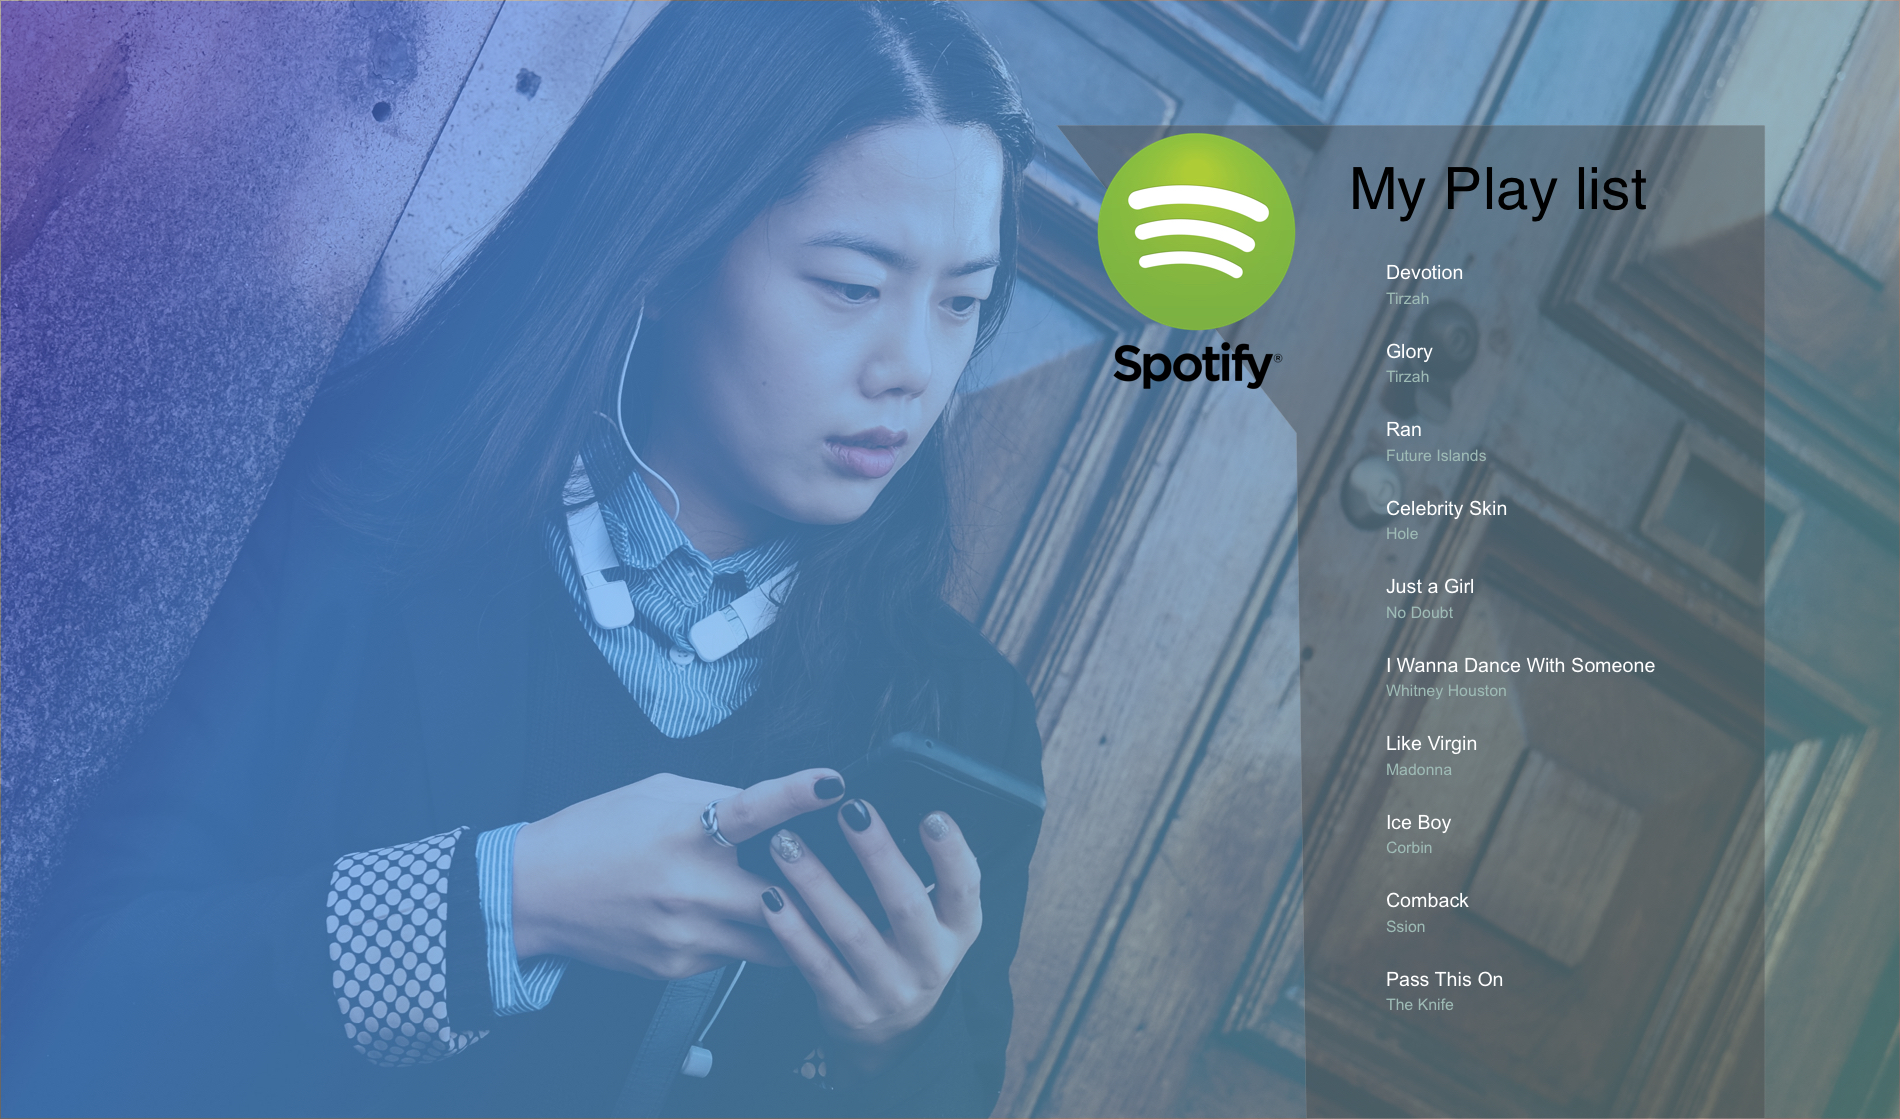 My Play list
Spotify®
Devotion
Tirzah
Glory
Tirzah
Ran
Future Islands
Celebrity Skin
Hole
Just a Girl
No Doubt
I Wanna Dance With Someone
Whitney Houston
Like Virgin
Madonna
Ice Boy
Corbin
Comback
Ssion
Pass This On
The Knife